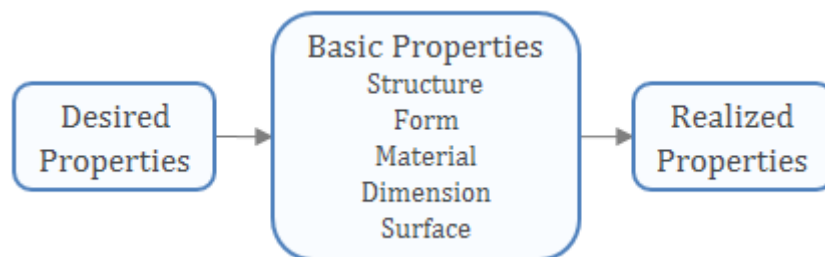 Desired
Properties
Basic Properties
Structure
Form
Material
Dimension
Surface
Realized
Properties